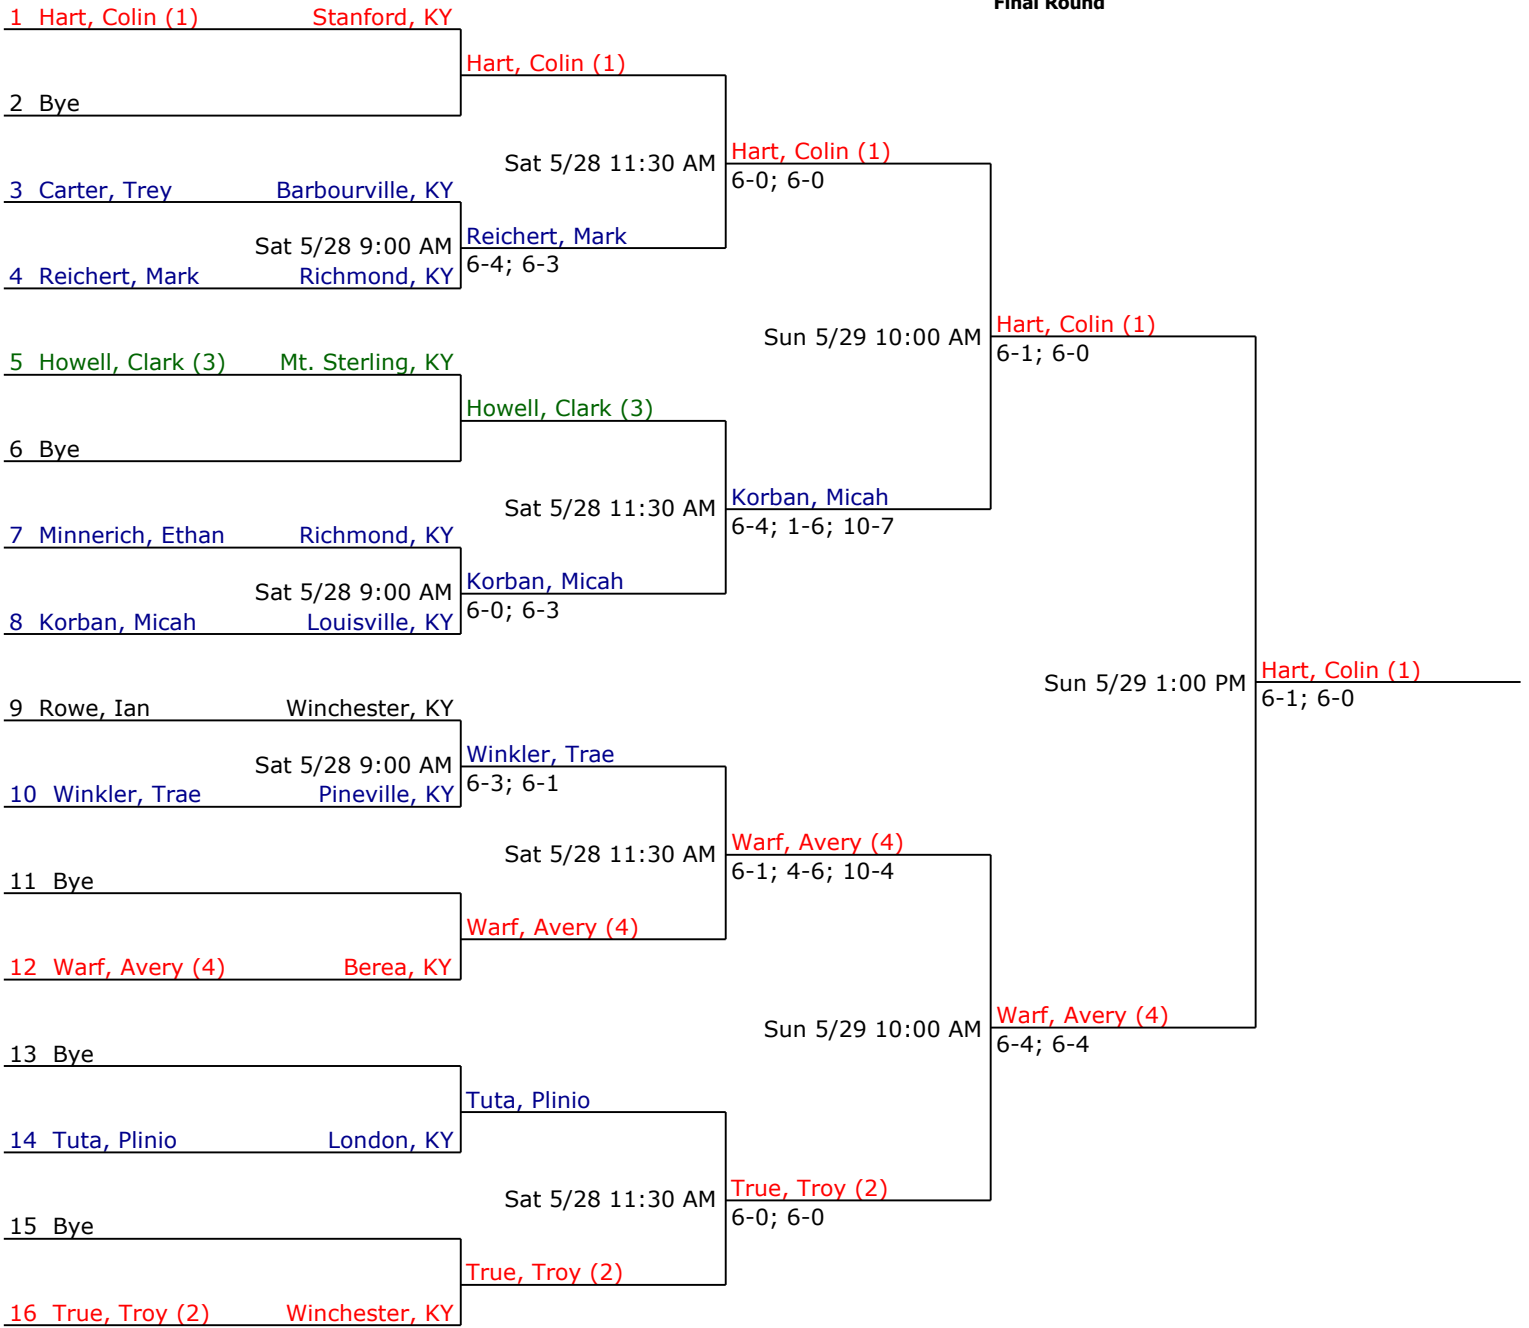 Final Round
1 Hart, Colin (1) Stanford, KY
Hart, Colin (1)
2 Bye
Sat 5/28 11:30 AM
Hart, Colin (1)
6-0; 6-0
3 Carter, Trey Barbourville, KY
Sat 5/28 9:00 AM
Reichert, Mark
6-4; 6-3
4 Reichert, Mark Richmond, KY
Sun 5/29 10:00 AM
Hart, Colin (1)
6-1; 6-0
5 Howell, Clark (3) Mt. Sterling, KY
Howell, Clark (3)
6 Bye
Sat 5/28 11:30 AM
Korban, Micah
6-4; 1-6; 10-7
7 Minnerich, Ethan Richmond, KY
Sat 5/28 9:00 AM
Korban, Micah
6-0; 6-3
8 Korban, Micah Louisville, KY
Sun 5/29 1:00 PM
Hart, Colin (1)
6-1; 6-0
9 Rowe, Ian Winchester, KY
Sat 5/28 9:00 AM
Winkler, Trae
6-3; 6-1
10 Winkler, Trae Pineville, KY
Sat 5/28 11:30 AM
Warf, Avery (4)
6-1; 4-6; 10-4
11 Bye
Warf, Avery (4)
12 Warf, Avery (4) Berea, KY
Sun 5/29 10:00 AM
Warf, Avery (4)
6-4; 6-4
13 Bye
Tuta, Plinio
14 Tuta, Plinio London, KY
Sat 5/28 11:30 AM
True, Troy (2)
6-0; 6-0
15 Bye
True, Troy (2)
16 True, Troy (2) Winchester, KY